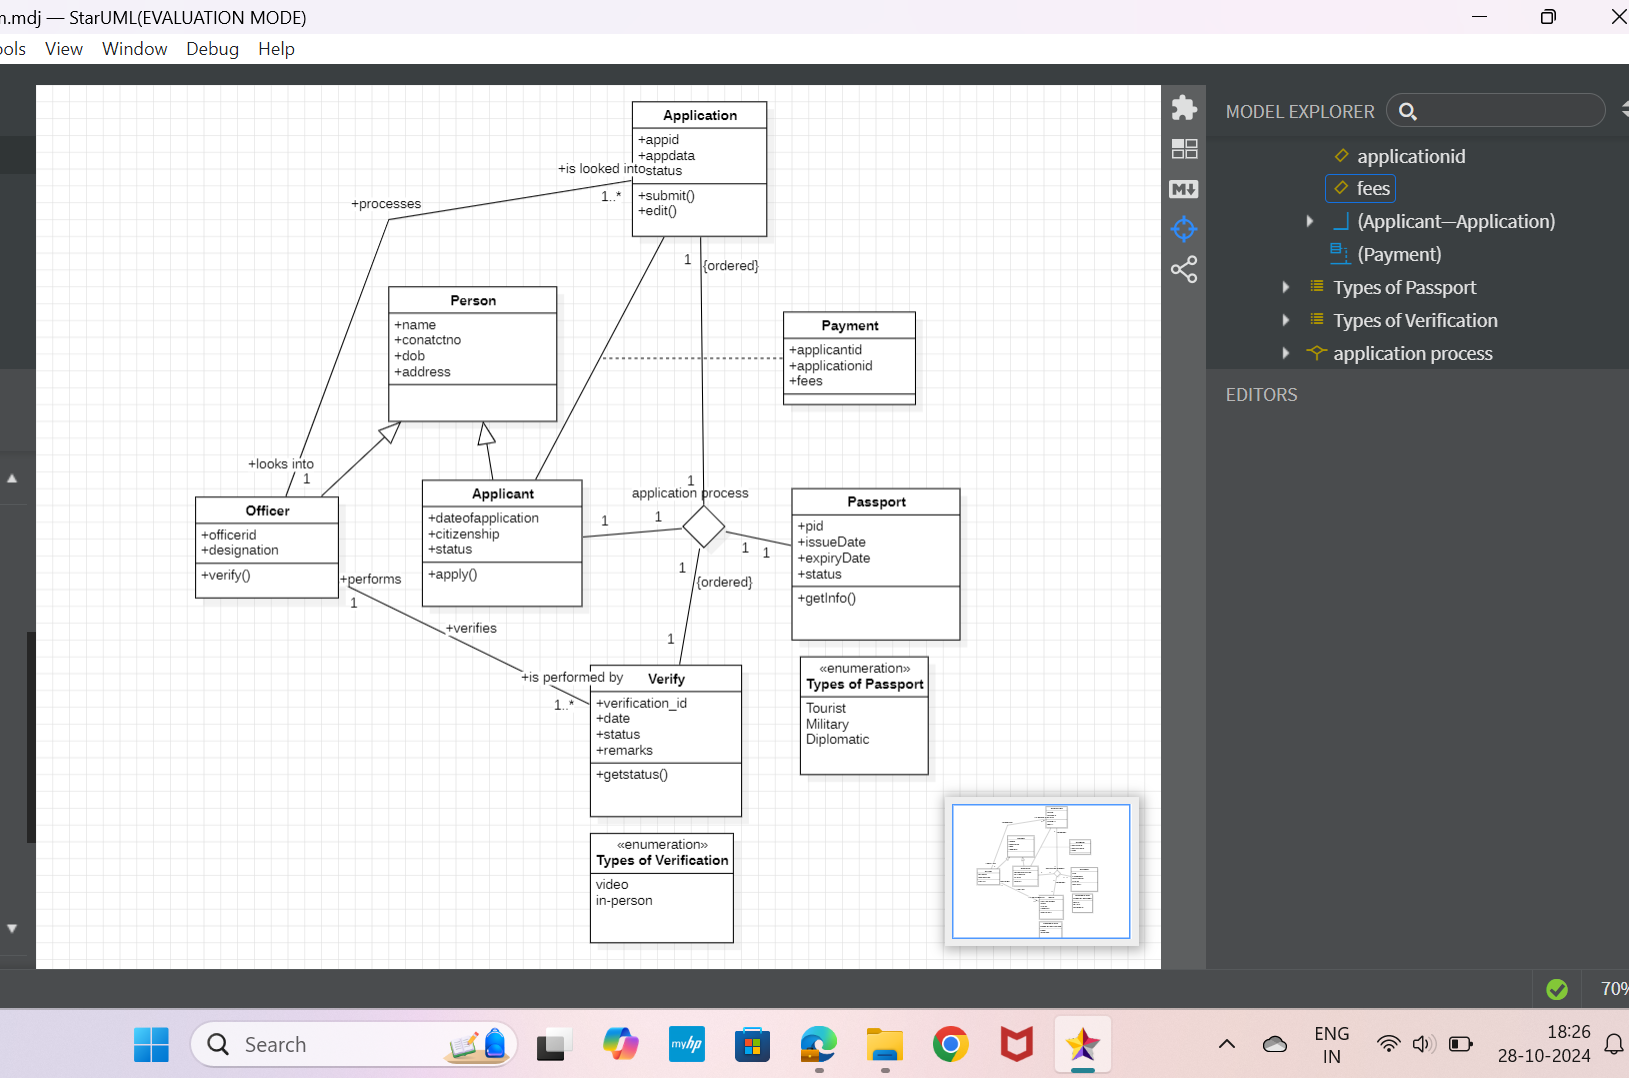 m.mdj — StarUML(EVALUATION MODE)
ools View Window Debug Help
Application
+appid
+appdata
+status
+submit()
+edit()
+is looked into
1..*
+processes
1
{ordered}
Person
+name
+conatctno
+dob
+address
Payment
+applicantid
+applicationid
+fees
+looks into
1
Officer
+officerid
+designation
+verify()
Applicant
+dateofapplication
+citizenship
+status
+apply()
1
application process
1
1
1
1
Passport
+pid
+issueDate
+expiryDate
+status
+getInfo()
1
{ordered}
1
+performs
1
+verifies
+is performed by
1..*
Verify
+verification_id
+date
+status
+remarks
+getstatus()
«enumeration»
Types of Passport
Tourist
Military
Diplomatic
«enumeration»
Types of Verification
video
in-person
MODEL EXPLORER
applicationid
fees
(Applicant—Application)
(Payment)
Types of Passport
Types of Verification
application process
EDITORS
M
70%
Search
myhp
ENG
IN
18:26
28-10-2024